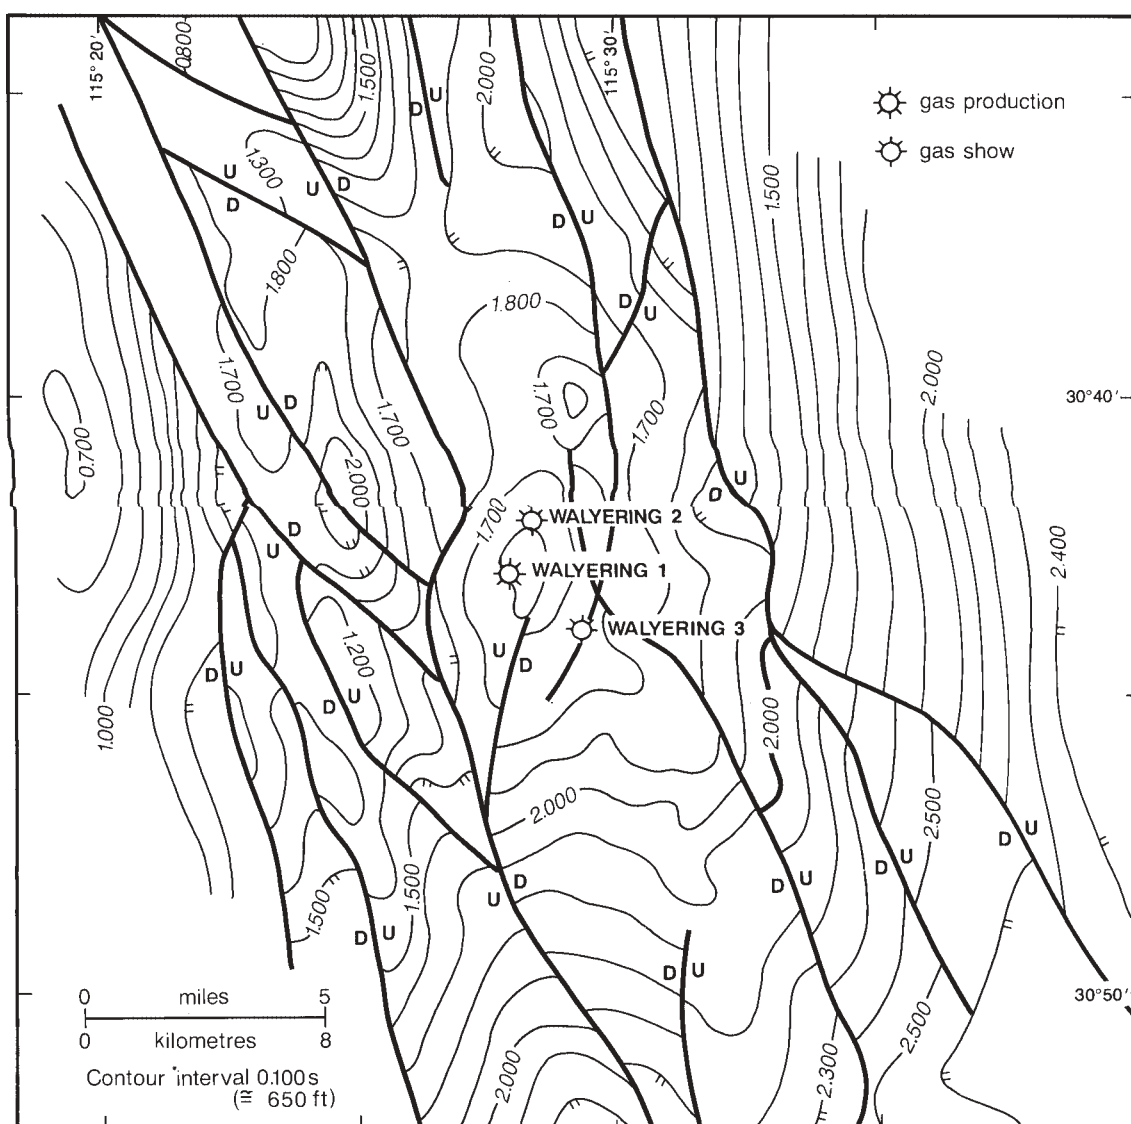 115° 20'
0.800
1.500
D U
2.000
115° 30'
gas production
gas show
1.300
U
D
U D
1.500
D U
1.800
D
U
1.800
2.000
30°40'
1.700
U D
1.700
1.700
1.700
0.700
2.000
D U
1.700
WALYERING 2
WALYERING 1
WALYERING 3
2.400
D
U
1.200
U D
D U
D U
1.000
2.000
2.000
2.500
D U
D U
D U
1.500
D
U
1.500
D U
D U
0 miles 5
0 kilometres 8
30°50'
2.500
2.000
2.300
Contour interval 0.100s
(≅ 650 ft)